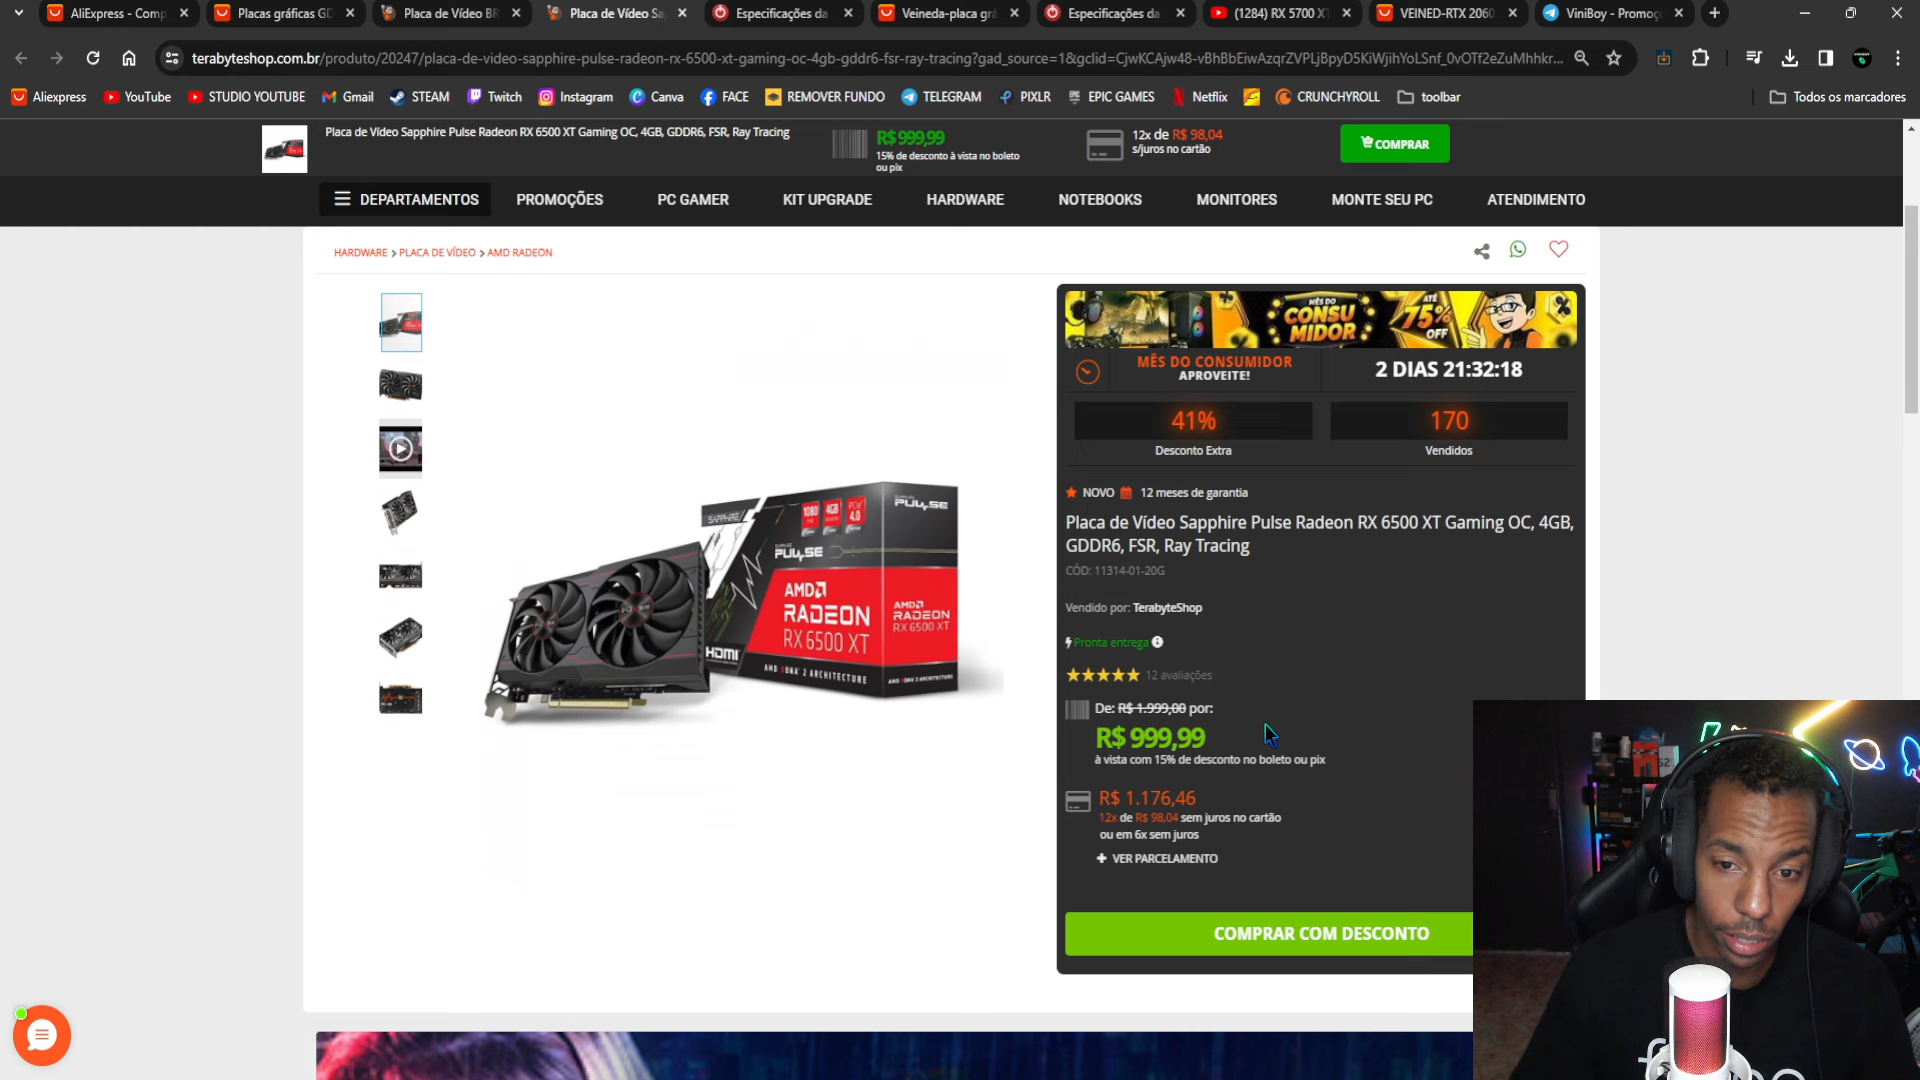 AliExpress - Comp
Placas gráficas GD
Placa de Vídeo BR
Placa de Vídeo Sa
Especificações da
Veineda-placa grá
Especificações da
(1284) RX 5700 XT
VEINED-RTX 2060
ViniBoy - Promoç
terabyteshop.com.br/produto/20247/placa-de-video-sapphire-pulse-radeon-rx-6500-xt-gaming-oc-4gb-gddr6-fsr-ray-tracing?gad_source=1&gclid=CjwKCAjw48-vBhBbEiwAzqrZVPLjBpyD5KiWjihYoLSnf_0vOTf2eZuMhhkr...
Aliexpress
YouTube
STUDIO YOUTUBE
Gmail
STEAM
Twitch
Instagram
Canva
FACE
REMOVER FUNDO
TELEGRAM
PIXLR
EPIC GAMES
Netflix
CRUNCHYROLL
toolbar
Todos os marcadores
Placa de Vídeo Sapphire Pulse Radeon RX 6500 XT Gaming OC, 4GB, GDDR6, FSR, Ray Tracing
R$ 999,99
15% de desconto à vista no boleto
ou pix
12x de R$ 98,04
s/juros no cartão
COMPRAR
DEPARTAMENTOS
PROMOÇÕES
PC GAMER
KIT UPGRADE
HARDWARE
NOTEBOOKS
MONITORES
MONTE SEU PC
ATENDIMENTO
HARDWARE > PLACA DE VÍDEO > AMD RADEON
MÊS DO
CONSU
MIDOR
ATÉ
75%
OFF
MÊS DO CONSUMIDOR
APROVEITE!
2 DIAS 21:32:18
41%
Desconto Extra
170
Vendidos
NOVO 12 meses de garantia
Placa de Vídeo Sapphire Pulse Radeon RX 6500 XT Gaming OC, 4GB,
GDDR6, FSR, Ray Tracing
CÓD: 11314-01-20G
Vendido por: TerabyteShop
Pronta entrega
12 avaliações
De: R$ 1.999,00 por:
R$ 999,99
à vista com 15% de desconto no boleto ou pix
R$ 1.176,46
12x de R$ 98,04 sem juros no cartão
ou em 6x sem juros
+ VER PARCELAMENTO
COMPRAR COM DESCONTO
SAPPHIRE
1080
4GB
PCIe
4.0
PULSE
PULSE
AMD
RADEON
RX 6500 XT
AMD
RADEON
RX 6500 XT
HDMI
AMD RDNA 2 ARCHITECTURE
AMD RDNA 2 ARCHITECTURE